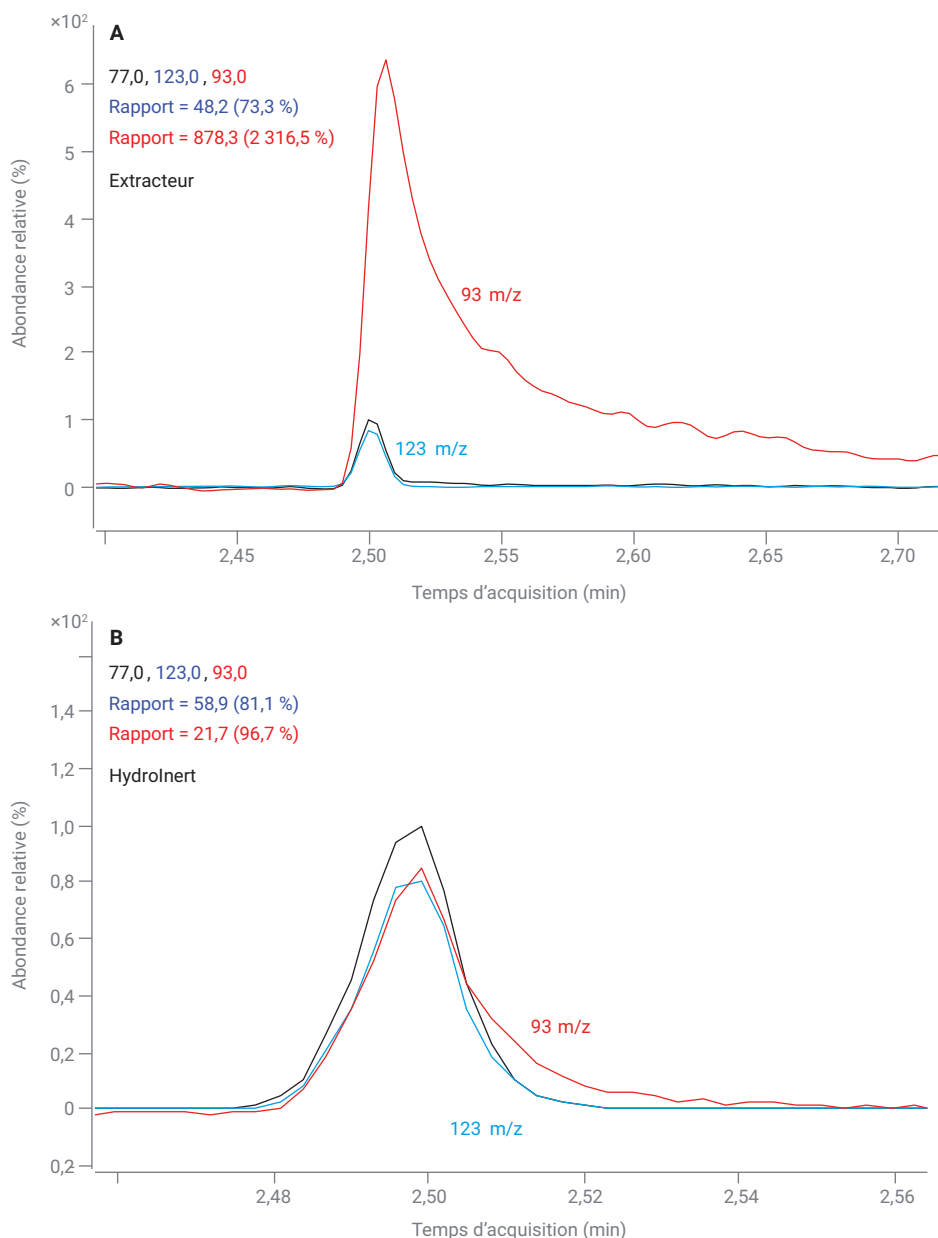 ×10²
A
77,0, 123,0 , 93,0
Rapport = 48,2 (73,3 %)
Rapport = 878,3 (2 316,5 %)
Extracteur
6
5
4
3
2
1
0
Abondance relative (%)
93 m/z
123 m/z
2,45 2,50 2,55 2,60 2,65 2,70
Temps d'acquisition (min)
×10²
B
77,0 , 123,0 , 93,0
Rapport = 58,9 (81,1 %)
Rapport = 21,7 (96,7 %)
HydroInert
1,4
1,2
1,0
0,8
0,6
0,4
0,2
0
0,2
Abondance relative (%)
93 m/z
123 m/z
2,48 2,50 2,52 2,54 2,56
Temps d'acquisition (min)